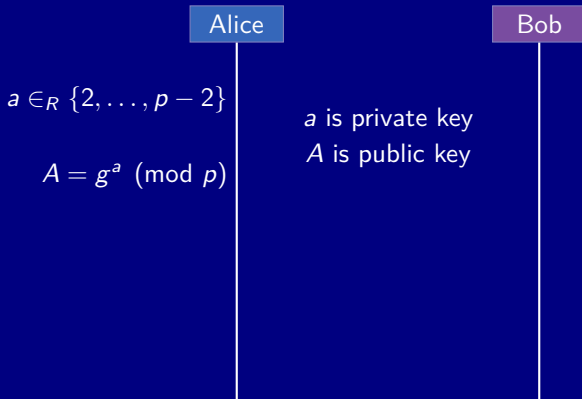 Alice
Bob
a ∈_R {2, …, p − 2}
a is private key
A is public key
A = g^a (mod p)